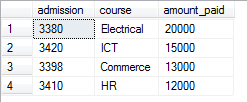 admission course amount_paid
1 3380 Electrical 20000
2 3420 ICT 15000
3 3398 Commerce 13000
4 3410 HR 12000